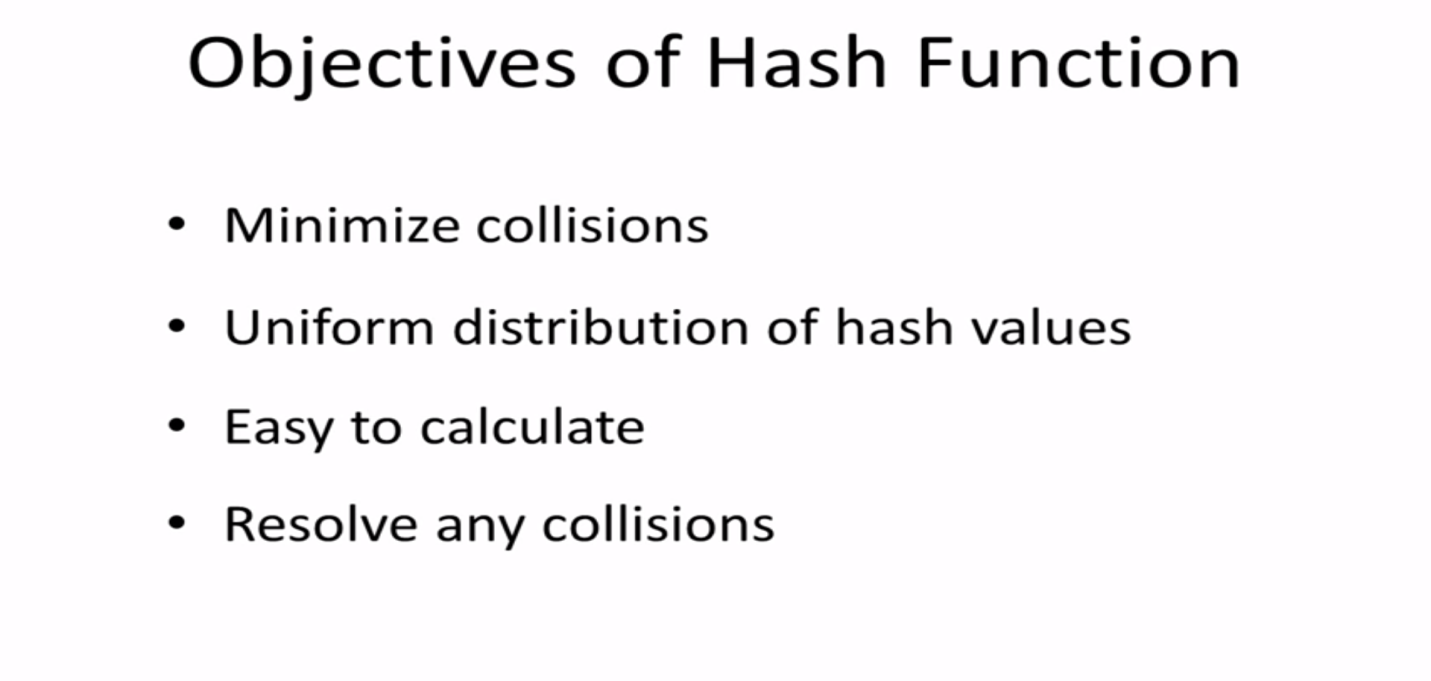 Objectives of Hash Function
• Minimize collisions
• Uniform distribution of hash values
• Easy to calculate
• Resolve any collisions